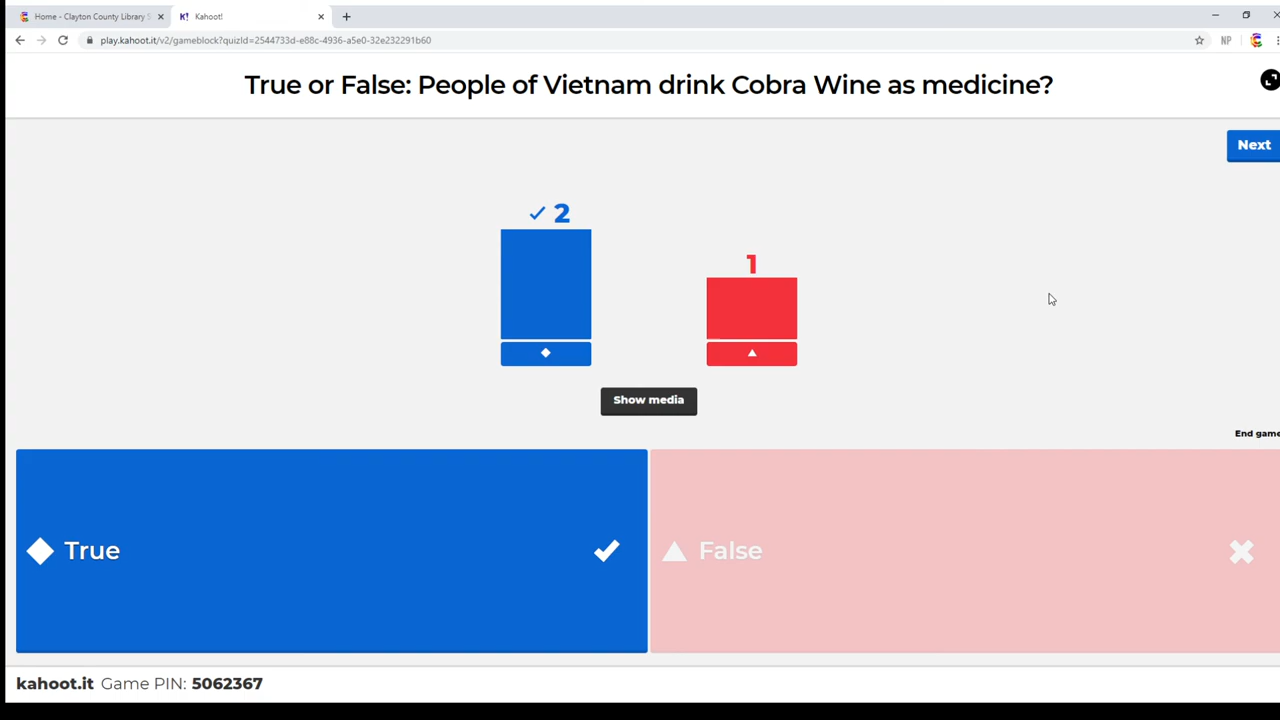 Home - Clayton County Library S
Kahoot!
play.kahoot.it/v2/gameblock?quizId=2544733d-e88c-4936-a5e0-32e232291b60
NP
True or False: People of Vietnam drink Cobra Wine as medicine?
Next
2
1
Show media
End game
True
False
kahoot.it Game PIN: 5062367